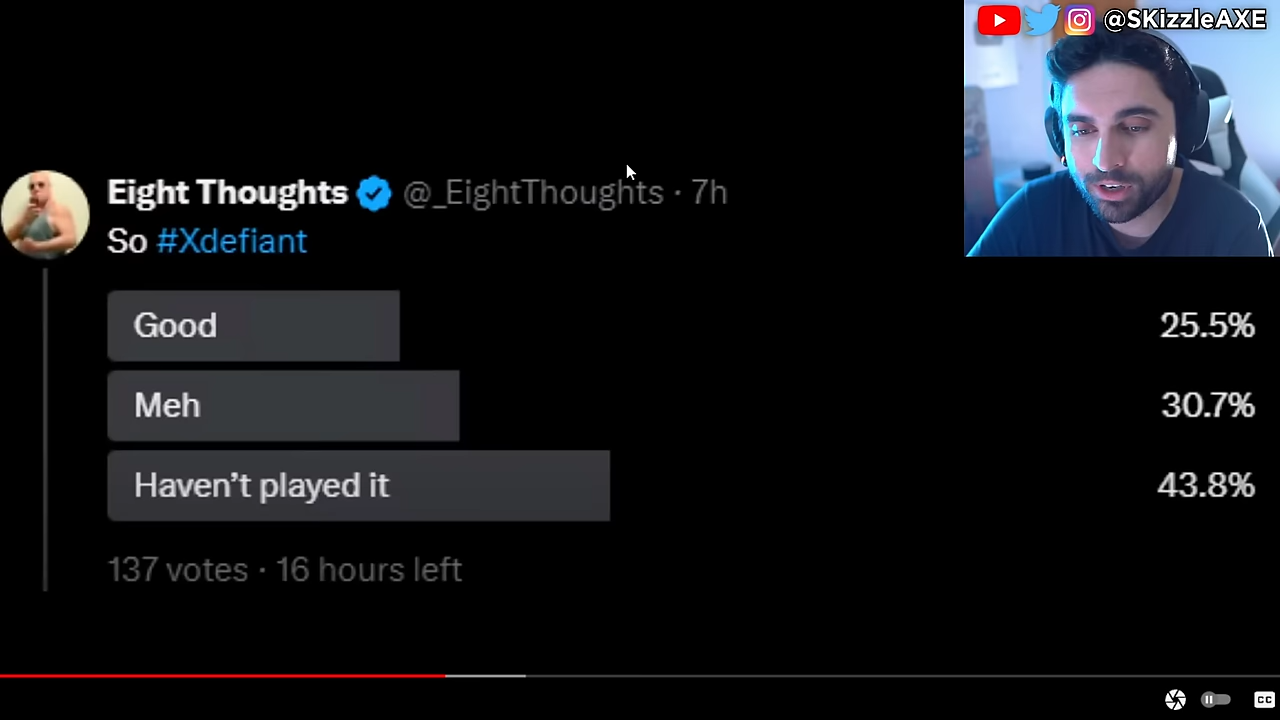 @SKizzleAXE
Eight Thoughts @_EightThoughts · 7h
So #Xdefiant
Good 25.5%
Meh 30.7%
Haven't played it 43.8%
137 votes · 16 hours left
CC